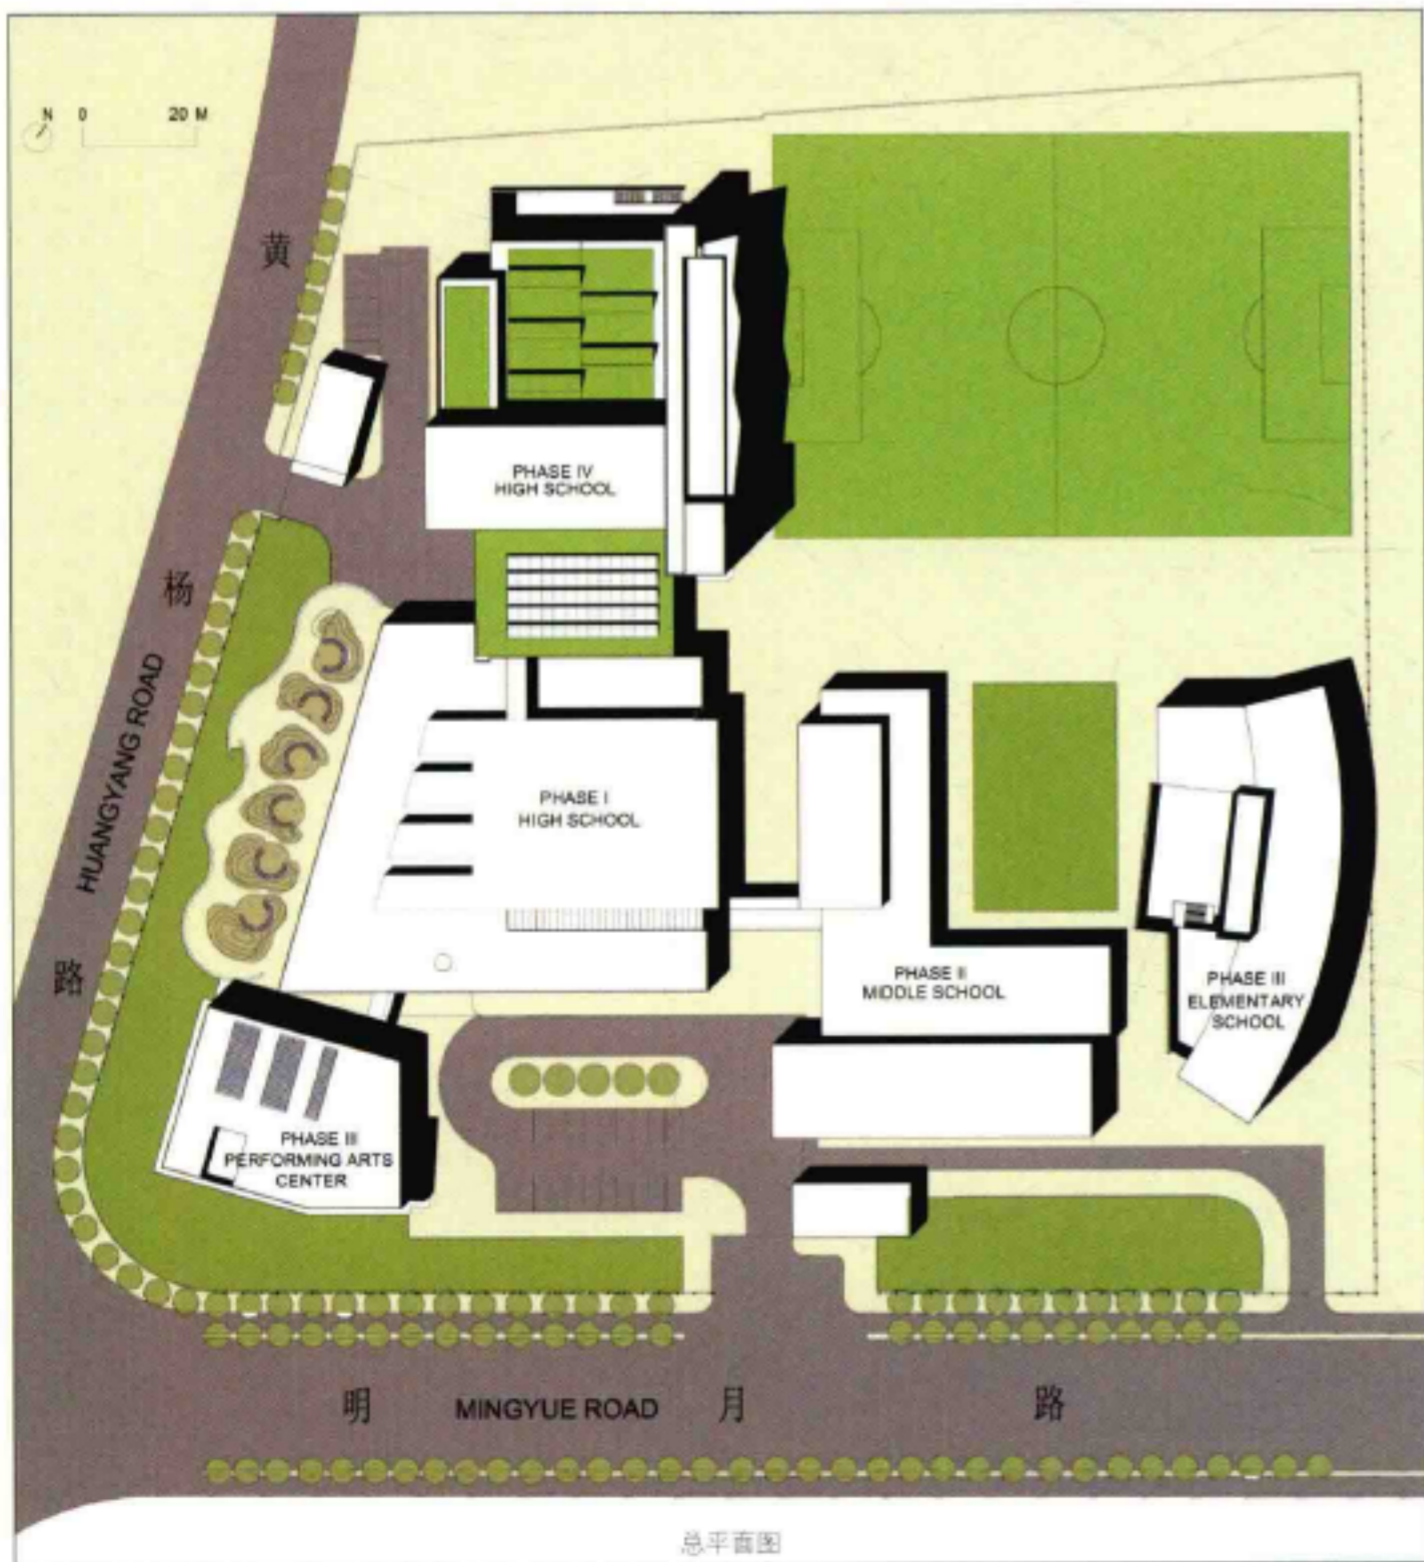 N 0 20 M
黄
杨
路
HUANGYANG ROAD
PHASE IV
HIGH SCHOOL
PHASE I
HIGH SCHOOL
PHASE II
MIDDLE SCHOOL
PHASE III
ELEMENTARY
SCHOOL
PHASE III
PERFORMING ARTS
CENTER
明 MINGYUE ROAD 月 路
总平面图